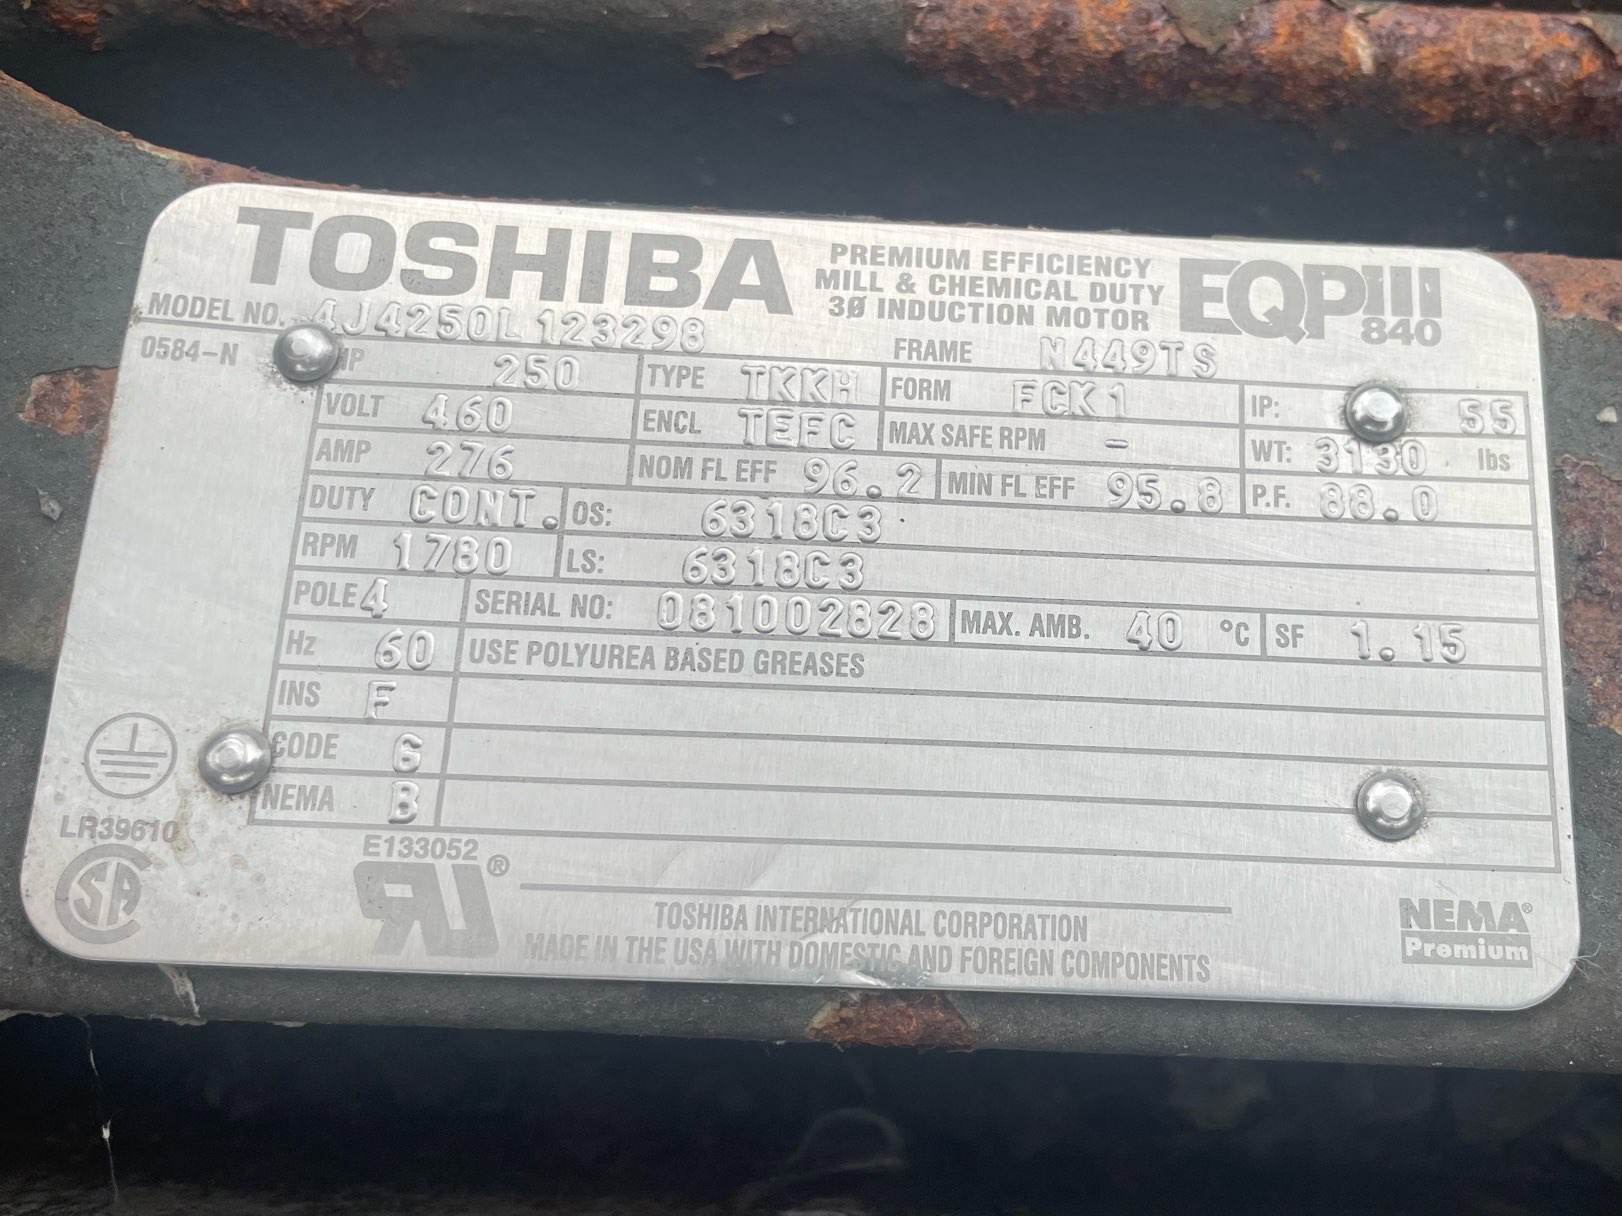 TOSHIBA
PREMIUM EFFICIENCY
MILL & CHEMICAL DUTY
3Ø INDUCTION MOTOR
EQPIII
840
MODEL NO. 4J4250L123298
FRAME N449TS
0584-N
HP 250 TYPE TKKH FORM FCK1 IP: 55
VOLT 460 ENCL TEFC MAX SAFE RPM - WT: 3130 lbs
AMP 276 NOM FL EFF 96.2 MIN FL EFF 95.8 P.F. 88.0
DUTY CONT. OS: 6318C3
RPM 1780 LS: 6318C3
POLE 4 SERIAL NO: 081002828 MAX. AMB. 40 °C SF 1.15
Hz 60 USE POLYUREA BASED GREASES
INS F
CODE G
NEMA B
LR39610
SA
E133052
UR®
TOSHIBA INTERNATIONAL CORPORATION
MADE IN THE USA WITH DOMESTIC AND FOREIGN COMPONENTS
NEMA®
Premium